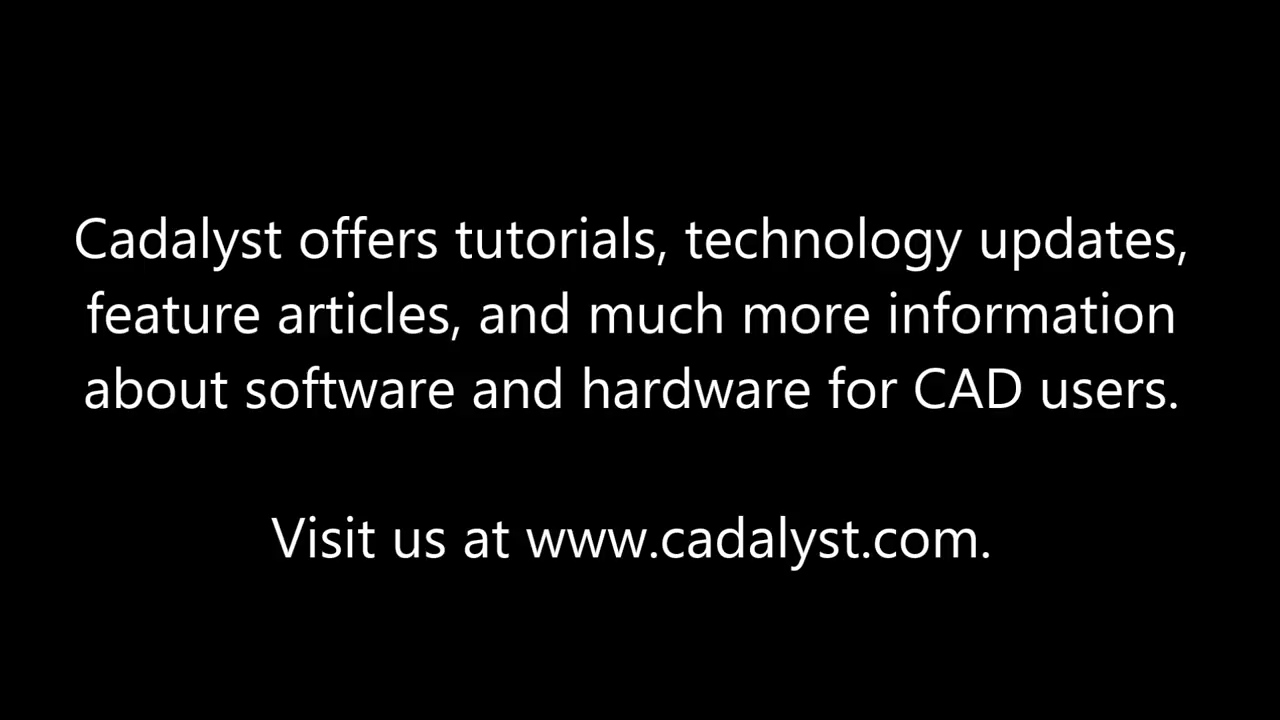 Cadalyst offers tutorials, technology updates,
feature articles, and much more information
about software and hardware for CAD users.
Visit us at www.cadalyst.com.